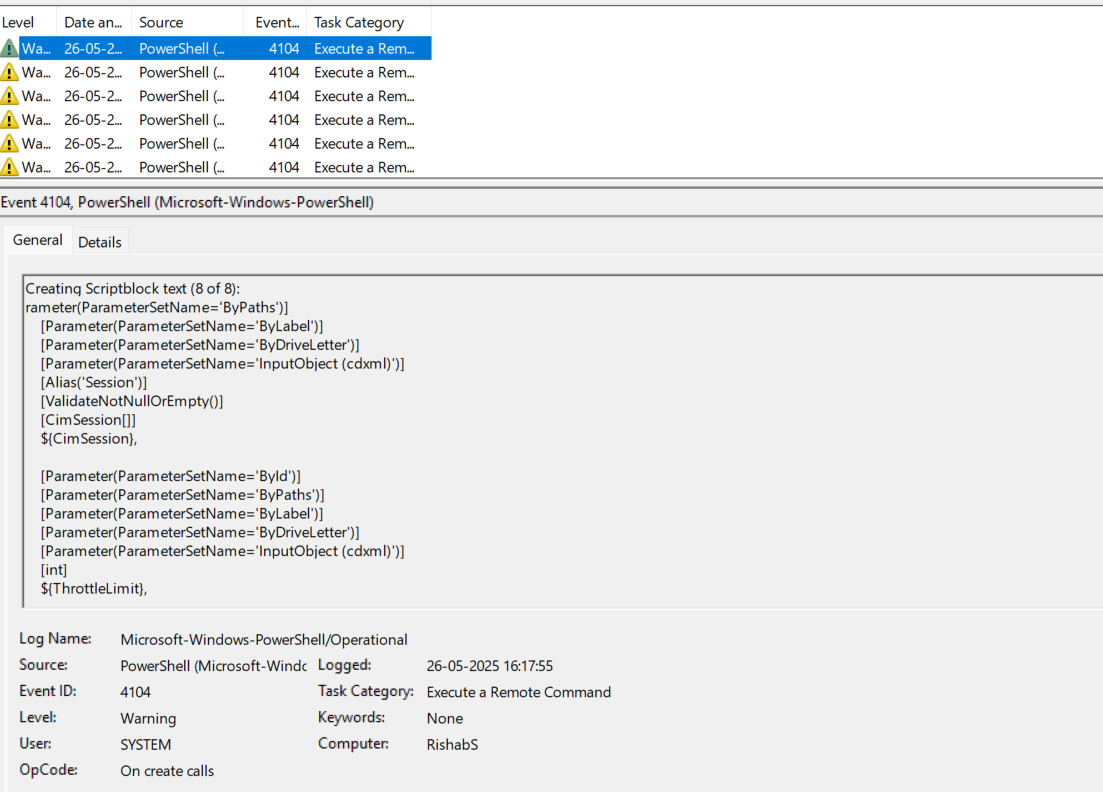 Level Date an... Source Event... Task Category
Wa... 26-05-2... PowerShell (... 4104 Execute a Rem...
Wa... 26-05-2... PowerShell (... 4104 Execute a Rem...
Wa... 26-05-2... PowerShell (... 4104 Execute a Rem...
Wa... 26-05-2... PowerShell (... 4104 Execute a Rem...
Wa... 26-05-2... PowerShell (... 4104 Execute a Rem...
Wa... 26-05-2... PowerShell (... 4104 Execute a Rem...
Event 4104, PowerShell (Microsoft-Windows-PowerShell)
General Details
Creating Scriptblock text (8 of 8):
rameter(ParameterSetName='ByPaths')]
[Parameter(ParameterSetName='ByLabel')]
[Parameter(ParameterSetName='ByDriveLetter')]
[Parameter(ParameterSetName='InputObject (cdxml)')]
[Alias('Session')]
[ValidateNotNullOrEmpty()]
[CimSession[]]
${CimSession},
[Parameter(ParameterSetName='ById')]
[Parameter(ParameterSetName='ByPaths')]
[Parameter(ParameterSetName='ByLabel')]
[Parameter(ParameterSetName='ByDriveLetter')]
[Parameter(ParameterSetName='InputObject (cdxml)')]
[int]
${ThrottleLimit},
Log Name: Microsoft-Windows-PowerShell/Operational
Source: PowerShell (Microsoft-Windo Logged: 26-05-2025 16:17:55
Event ID: 4104 Task Category: Execute a Remote Command
Level: Warning Keywords: None
User: SYSTEM Computer: RishabS
OpCode: On create calls